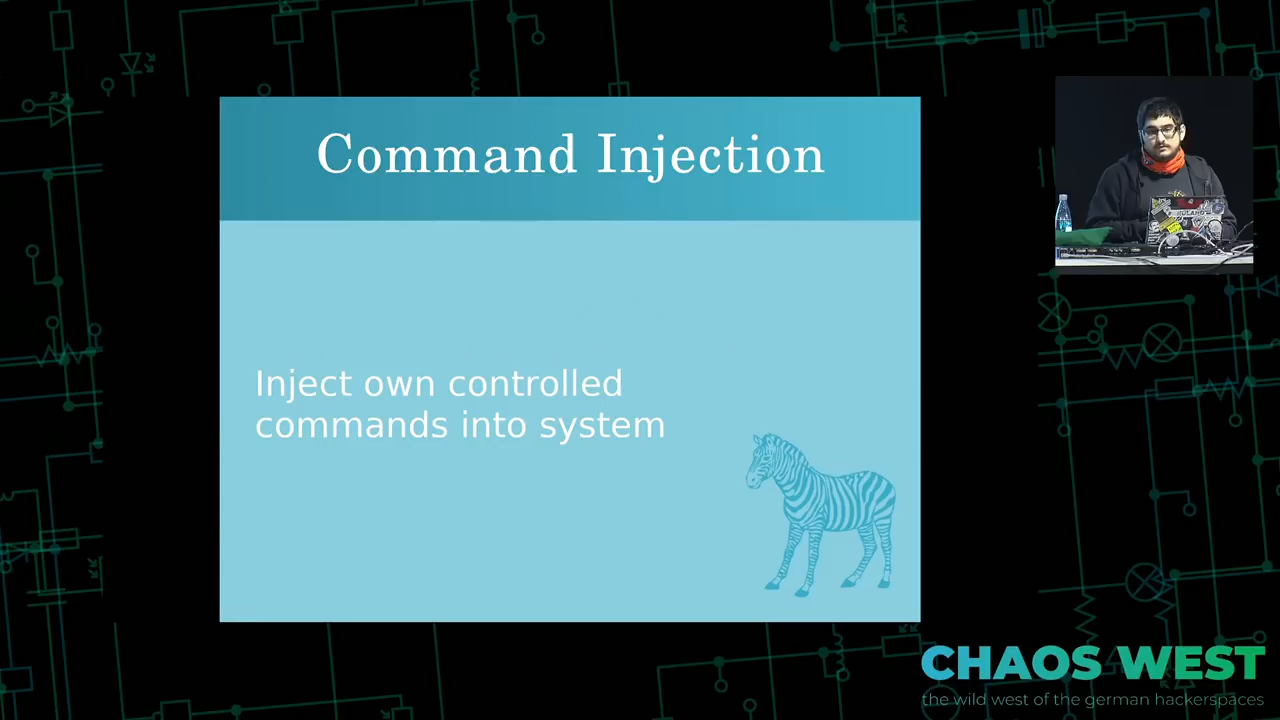 Command Injection
Inject own controlled
commands into system
CHAOS WEST
the wild west of the german hackerspaces